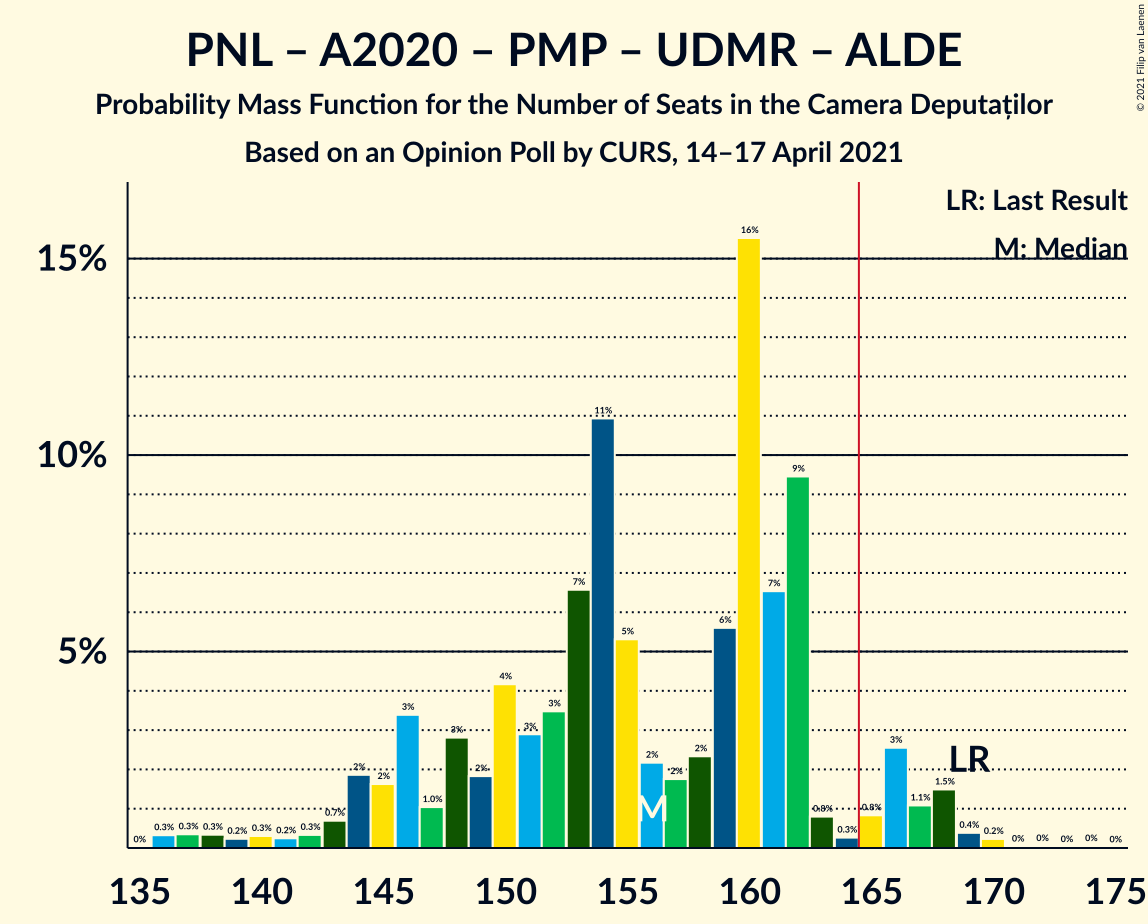 PNL – A2020 – PMP – UDMR – ALDE
Probability Mass Function for the Number of Seats in the Camera Deputaților
Based on an Opinion Poll by CURS, 14–17 April 2021
© 2021 Filip van Laenen
LR: Last Result
M: Median
15%
10%
5%
0% 0.3% 0.3% 0.3% 0.2% 0.3% 0.2% 0.3% 0.7% 2% 2% 3% 1.0% 3% 2% 4% 3% 3% 7% 11% 5% 2% 2% 2% 6% 16% 7% 9% 0.8% 0.3% 0.8% 3% 1.1% 1.5% 0.4% 0.2% 0% 0% 0% 0% 0%
M
LR
135 140 145 150 155 160 165 170 175